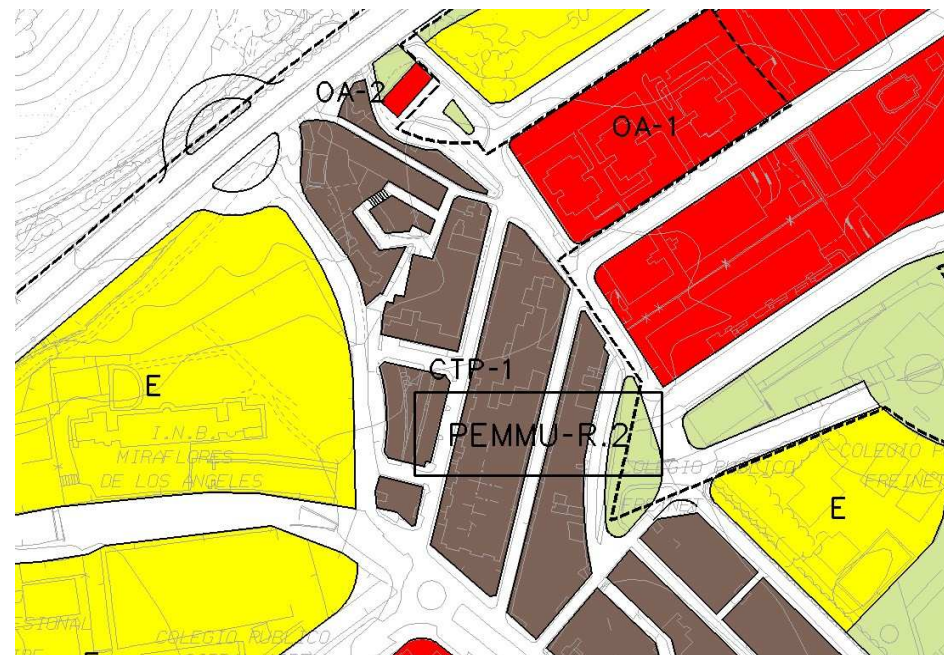 OA-2
OA-1
CTP-1
PEMMU-R.2
E
I.N.B.
MIRAFLORES
DE LOS ANGELES
COLEGIO PUBLICO
COLEGIO P
FREINET
E
COLEGIO PUBLICO